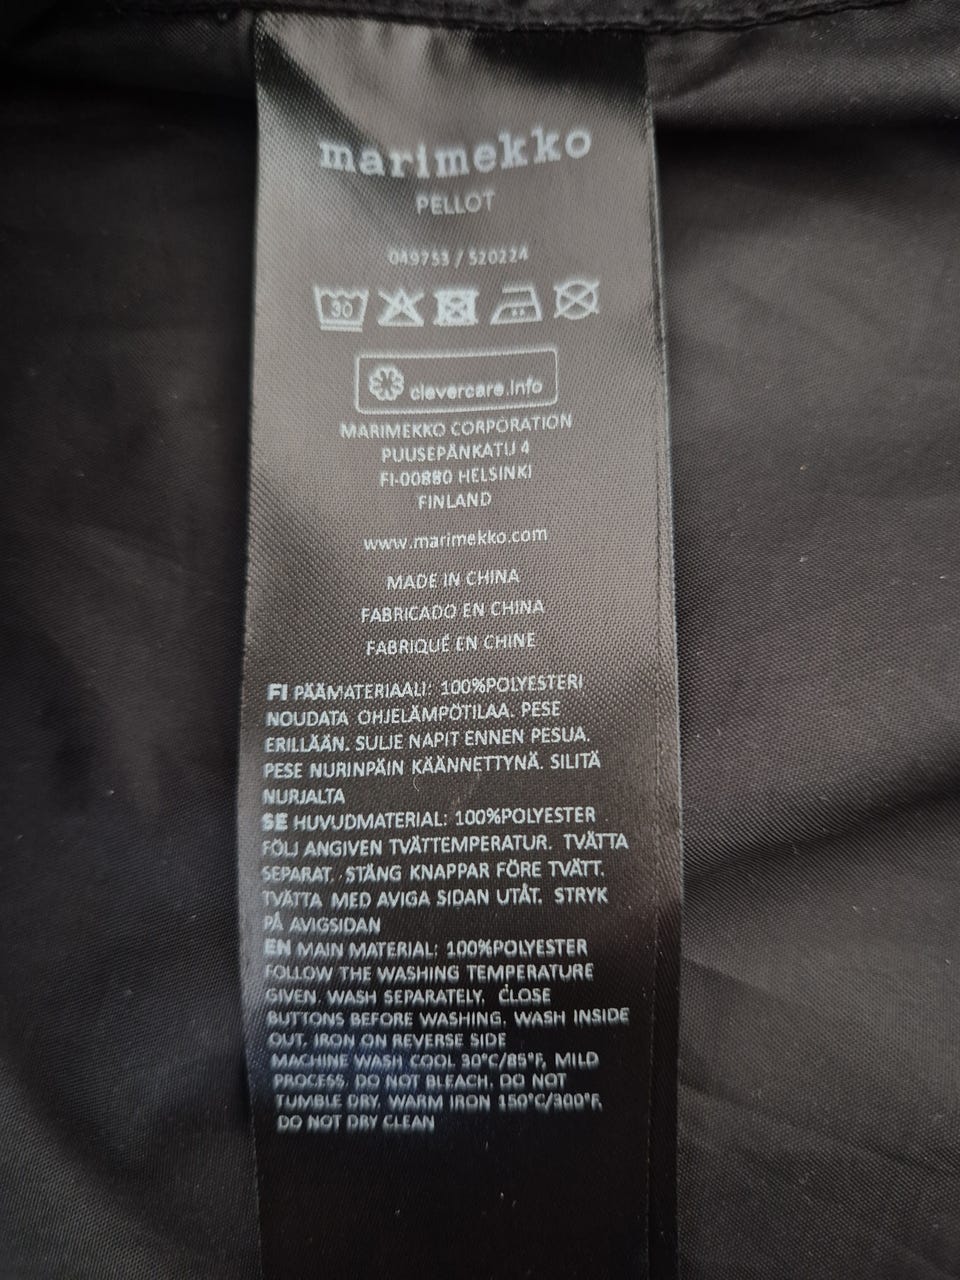 marimekko
PELLOT
049753 / 520224
30
clevercare.info
MARIMEKKO CORPORATION
PUUSEPÄNKATU 4
FI-00880 HELSINKI
FINLAND
www.marimekko.com
MADE IN CHINA
FABRICADO EN CHINA
FABRIQUÉ EN CHINE
FI PÄÄMATERIAALI: 100%POLYESTERI
NOUDATA OHJELÄMPÖTILAA. PESE
ERILLÄÄN. SULJE NAPIT ENNEN PESUA.
PESE NURINPÄIN KÄÄNNETTYNÄ. SILITÄ
NURJALTA
SE HUVUDMATERIAL: 100%POLYESTER
FÖLJ ANGIVEN TVÄTTEMPERATUR. TVÄTTA
SEPARAT. STÄNG KNAPPAR FÖRE TVÄTT.
TVÄTTA MED AVIGA SIDAN UTÅT. STRYK
PÅ AVIGSIDAN
EN MAIN MATERIAL: 100%POLYESTER
FOLLOW THE WASHING TEMPERATURE
GIVEN. WASH SEPARATELY. CLOSE
BUTTONS BEFORE WASHING. WASH INSIDE
OUT. IRON ON REVERSE SIDE
MACHINE WASH COOL 30°C/85°F, MILD
PROCESS. DO NOT BLEACH. DO NOT
TUMBLE DRY. WARM IRON 150°C/300°F.
DO NOT DRY CLEAN